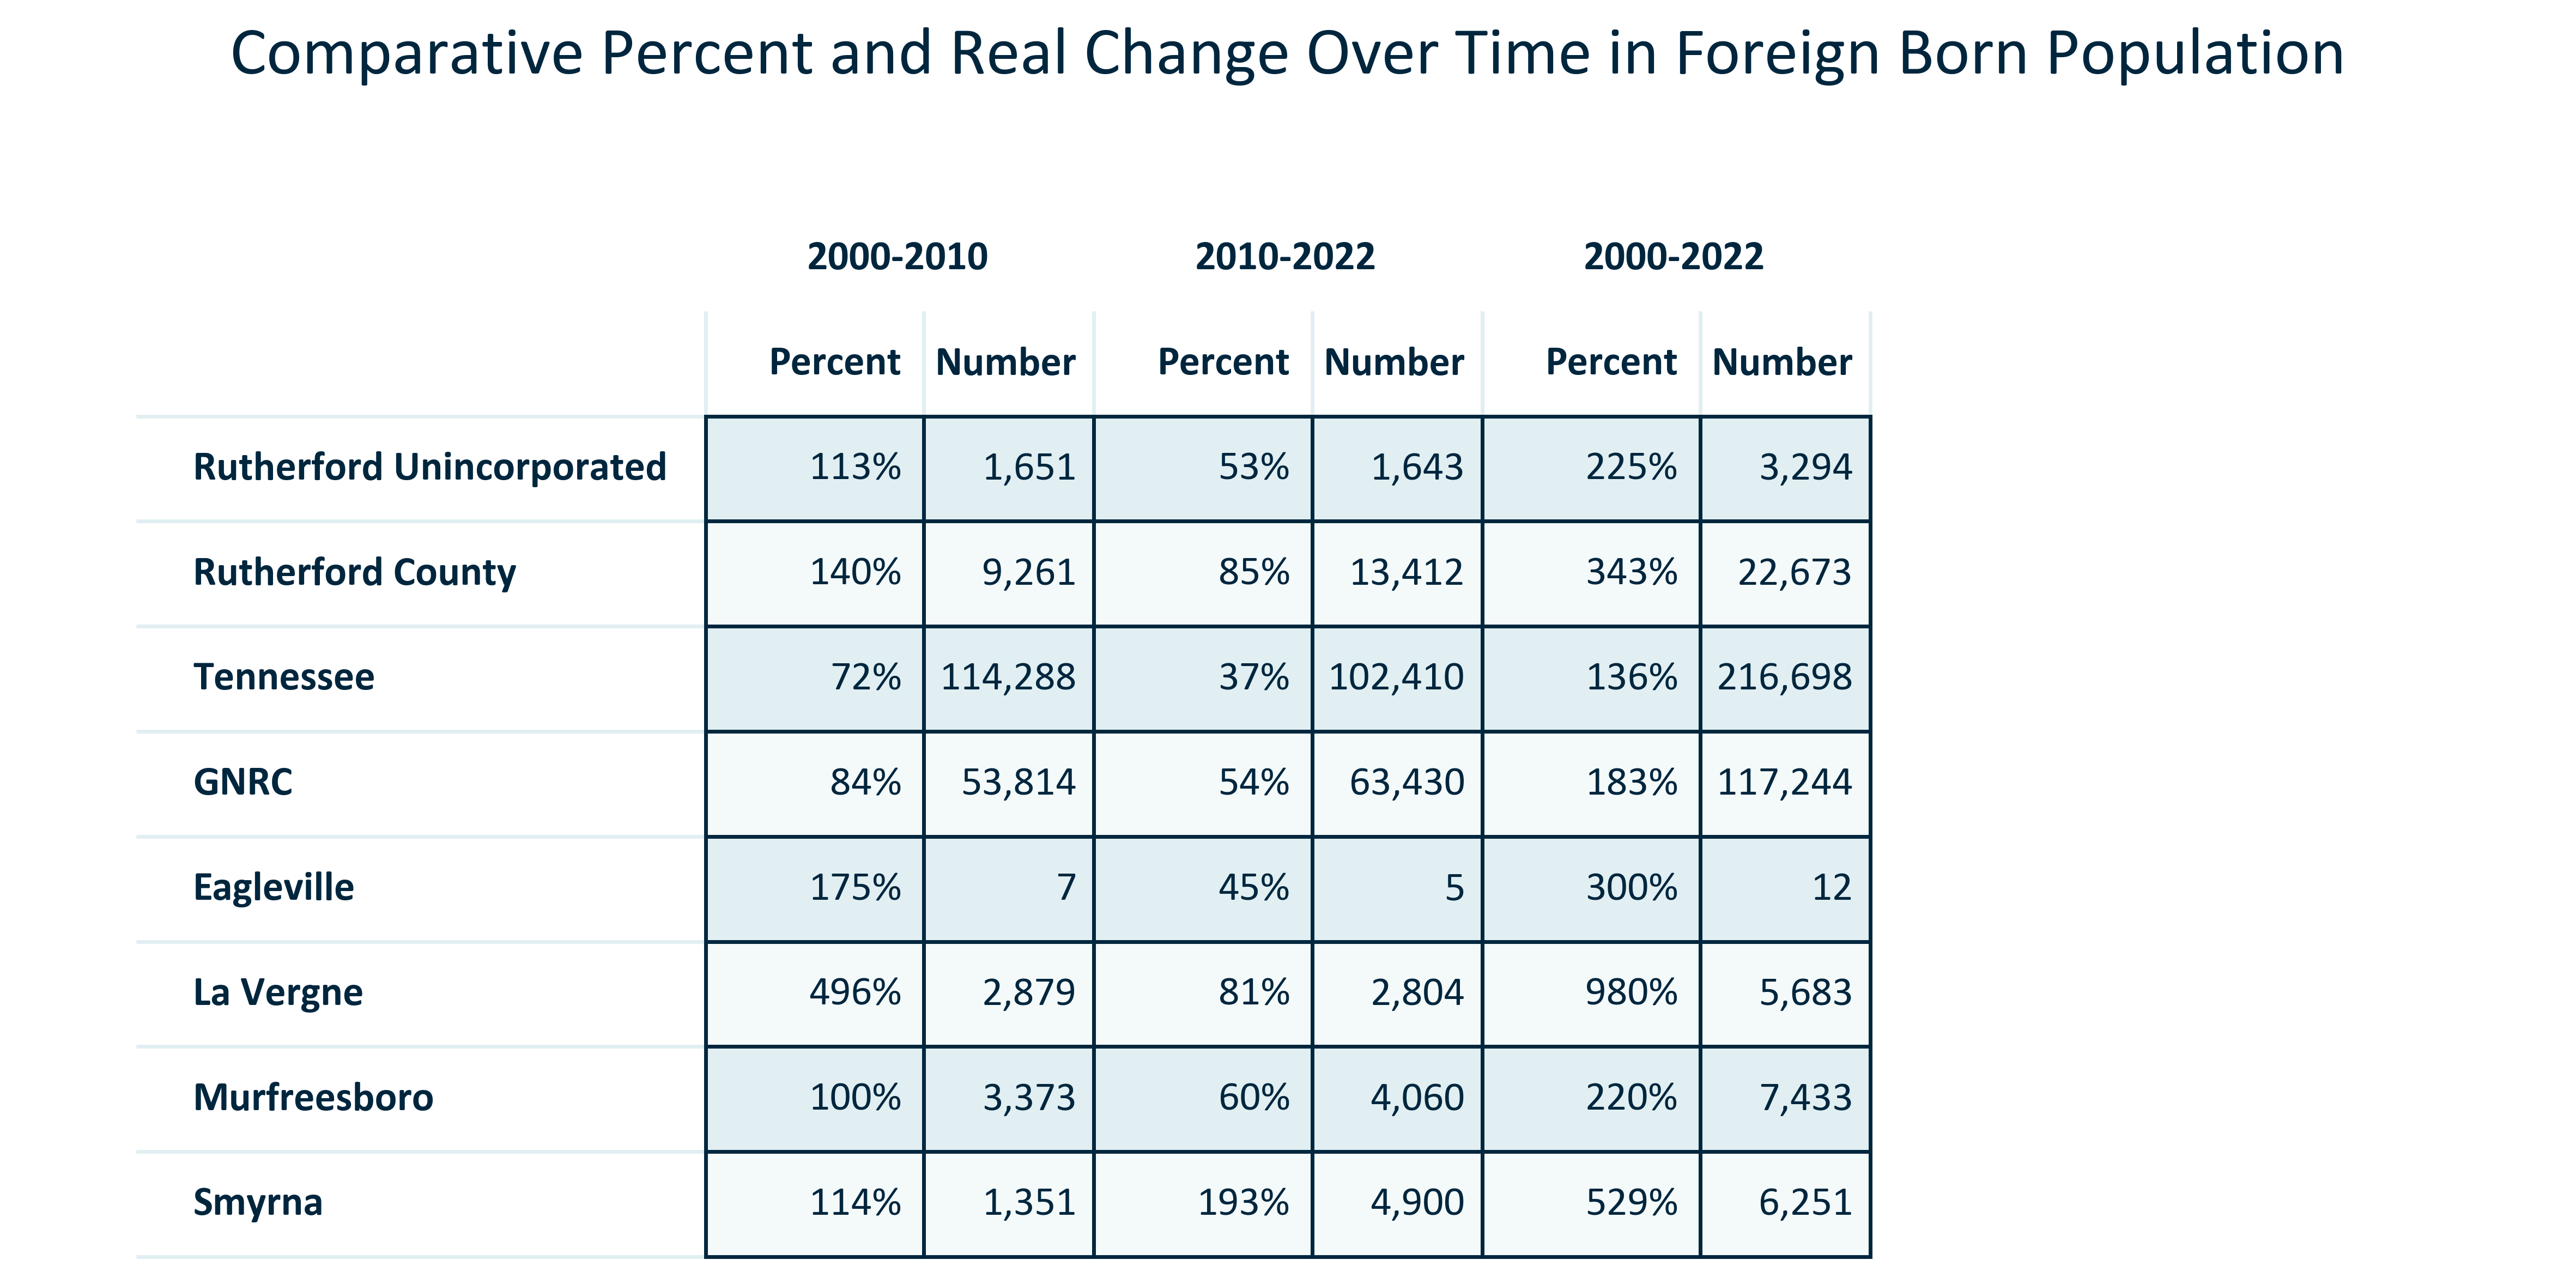 Comparative Percent and Real Change Over Time in Foreign Born Population
2000-2010 2010-2022 2000-2022
Percent Number Percent Number Percent Number
Rutherford Unincorporated 113% 1,651 53% 1,643 225% 3,294
Rutherford County 140% 9,261 85% 13,412 343% 22,673
Tennessee 72% 114,288 37% 102,410 136% 216,698
GNRC 84% 53,814 54% 63,430 183% 117,244
Eagleville 175% 7 45% 5 300% 12
La Vergne 496% 2,879 81% 2,804 980% 5,683
Murfreesboro 100% 3,373 60% 4,060 220% 7,433
Smyrna 114% 1,351 193% 4,900 529% 6,251